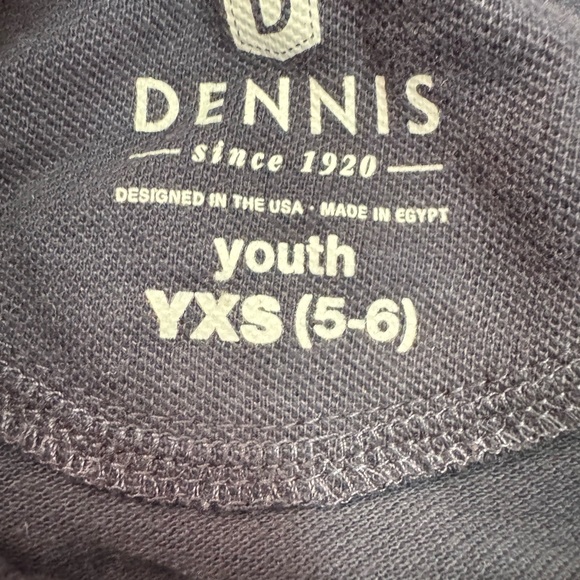 D
DENNIS
since 1920
DESIGNED IN THE USA · MADE IN EGYPT
youth
YXS (5-6)